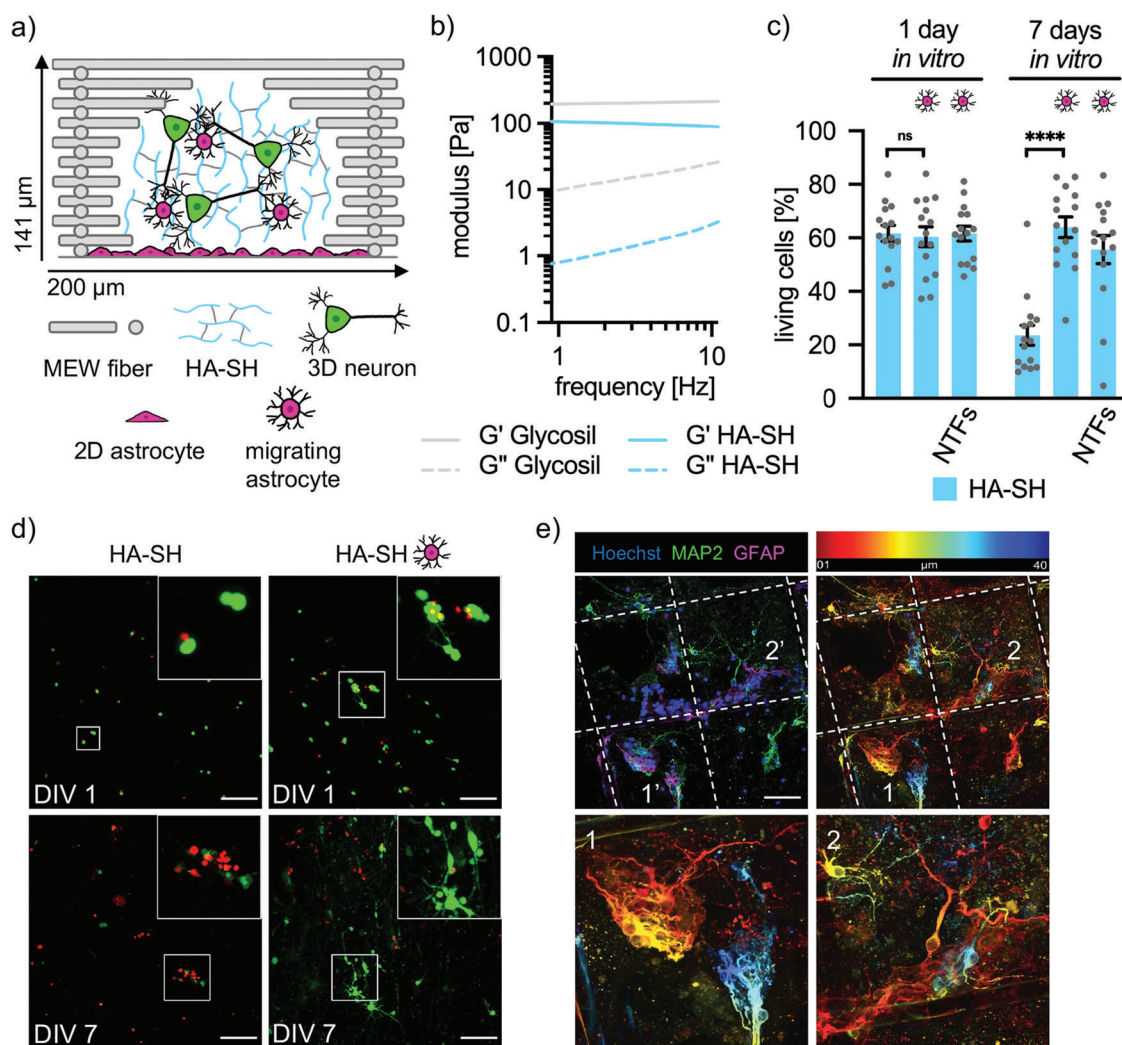 a)
141 µm
200 µm
MEW fiber
HA-SH
3D neuron
2D astrocyte
migrating
astrocyte
b)
modulus [Pa]
1000
100
10
1
0.1
1
10
frequency [Hz]
G' Glycosil
G'' Glycosil
G' HA-SH
G'' HA-SH
c)
1 day
in vitro
7 days
in vitro
living cells [%]
100
80
60
40
20
0
ns
****
NTFs
NTFs
HA-SH
d)
HA-SH
HA-SH
DIV 1
DIV 1
DIV 7
DIV 7
e)
Hoechst MAP2 GFAP
01
µm
40
2'
1'
2
1
1
2